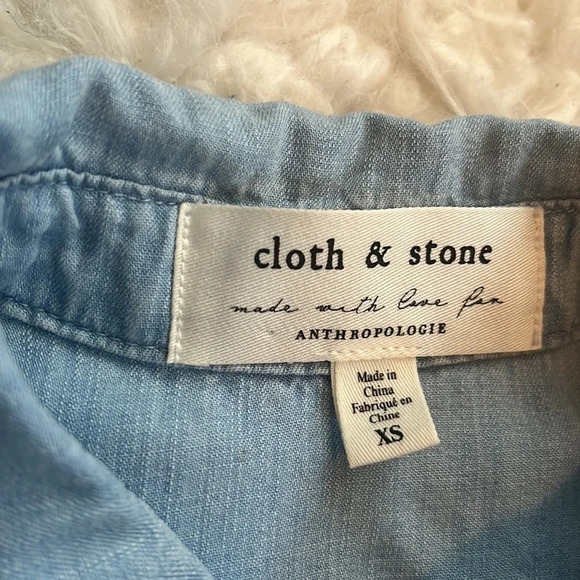 cloth & stone
made with love for
ANTHROPOLOGIE
Made in
China
Fabriqué en
Chine
XS